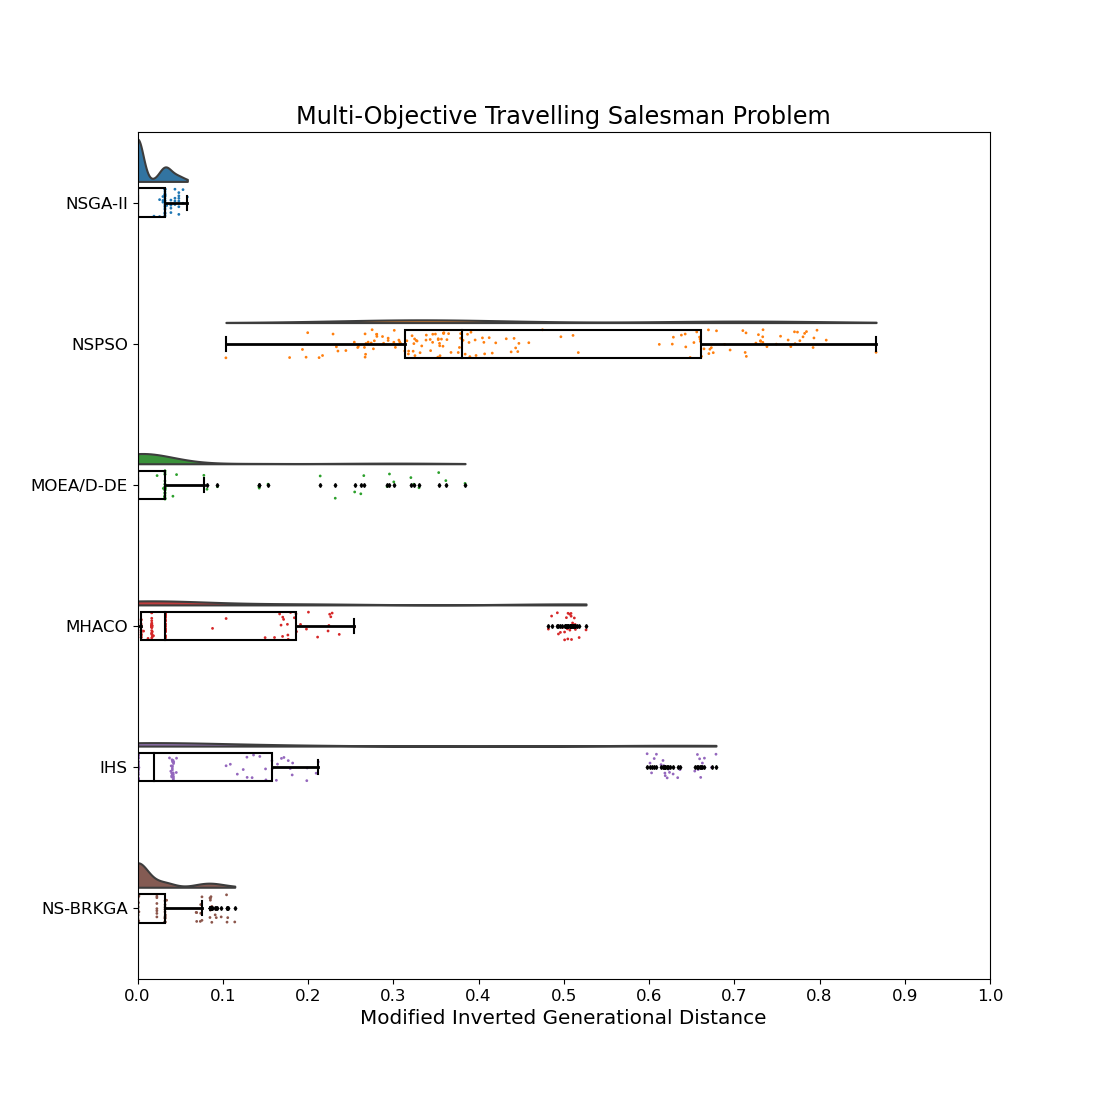 Multi-Objective Travelling Salesman Problem
NSGA-II
NSPSO
MOEA/D-DE
MHACO
IHS
NS-BRKGA
0.0 0.1 0.2 0.3 0.4 0.5 0.6 0.7 0.8 0.9 1.0
Modified Inverted Generational Distance